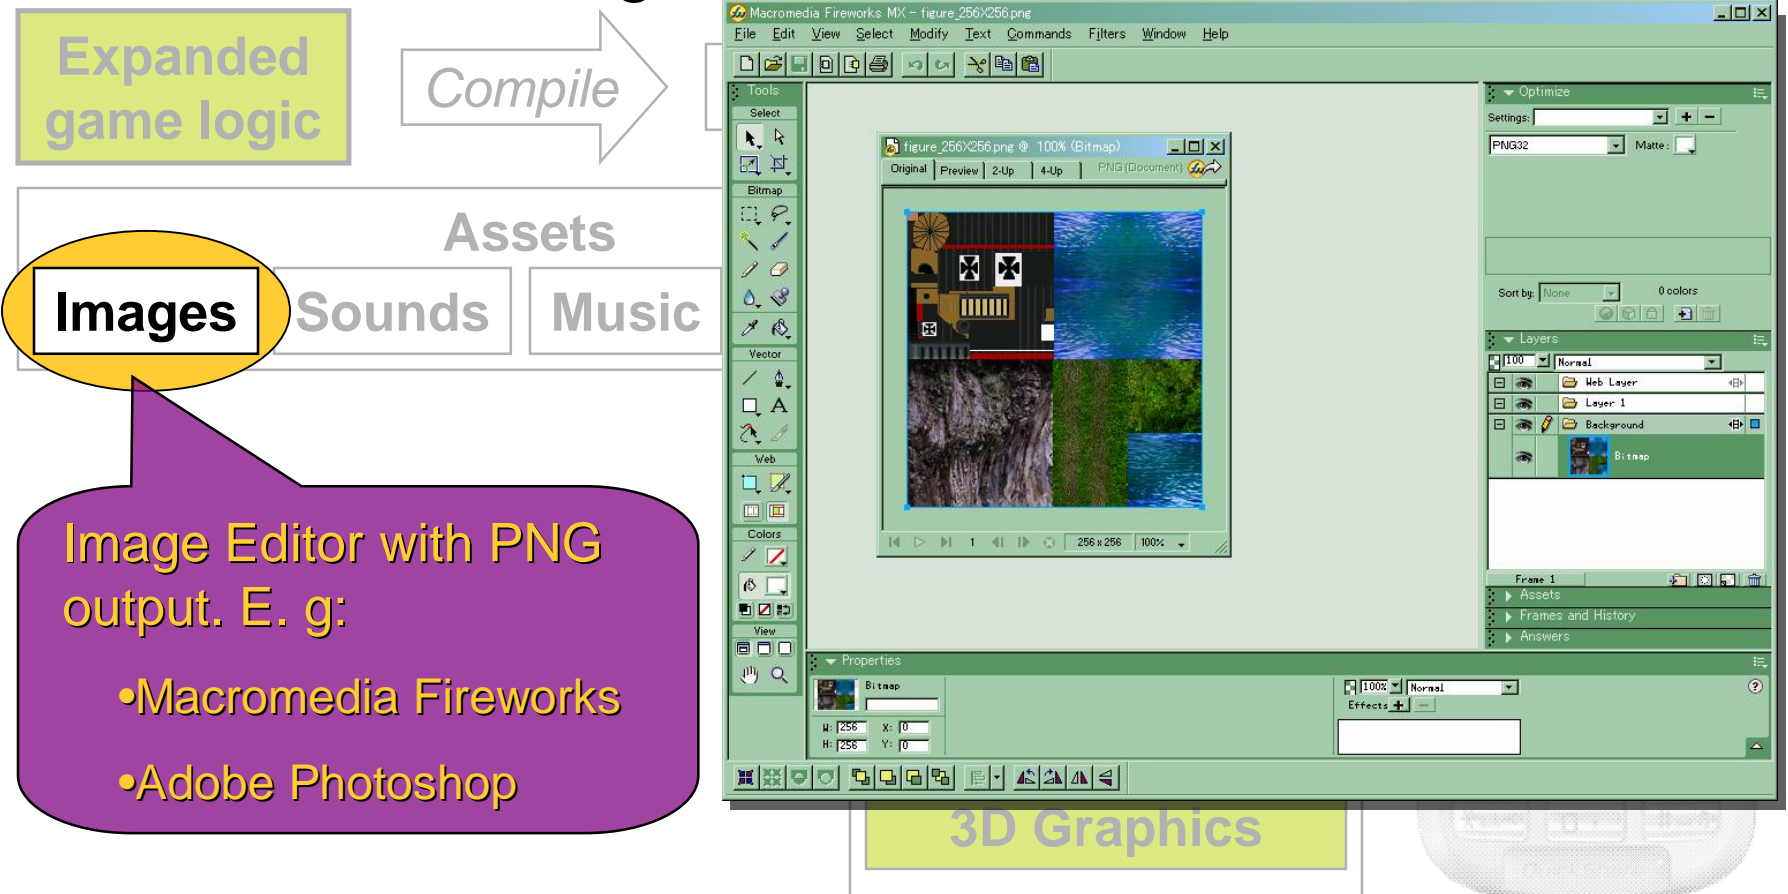 Expanded
game logic
Compile
Assets
Images
Sounds
Music
Image Editor with PNG
output. E. g:
•Macromedia Fireworks
•Adobe Photoshop
3D Graphics
Macromedia Fireworks MX - figure_256X256.png
File Edit View Select Modify Text Commands Filters Window Help
Tools
Select
Bitmap
Vector
Web
Colors
View
figure_256X256.png @ 100% (Bitmap)
Original Preview 2-Up 4-Up PNG (Document)
1 256 x 256 100%
Optimize
Settings:
PNG32 Matte:
Sort by: None 0 colors
Layers
100 Normal
Web Layer
Layer 1
Background
Bitmap
Frame 1
Assets
Frames and History
Answers
Properties
Bitmap
W: 256 X: 0
H: 256 Y: 0
100% Normal
Effects